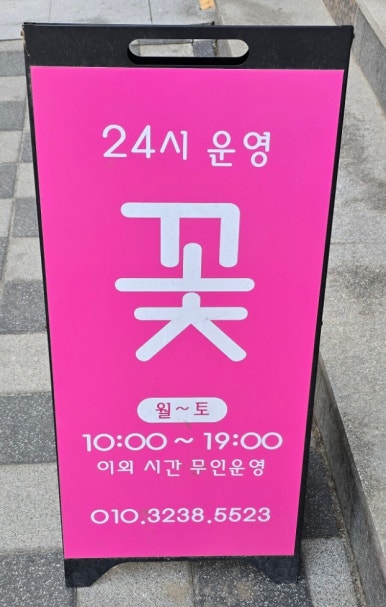 24시 운영
꽃
월~토
10:00 ~ 19:00
이외 시간 무인운영
010.3238.5523